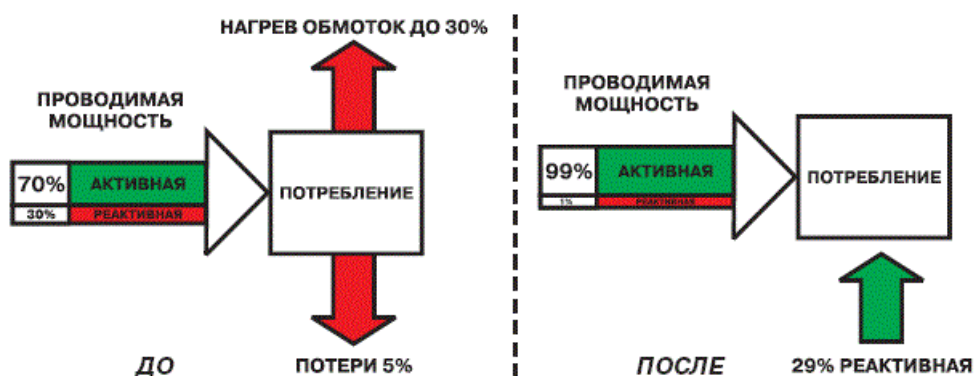 НАГРЕВ ОБМОТОК ДО 30%
ПРОВОДИМАЯ
МОЩНОСТЬ
70%
АКТИВНАЯ
30%
РЕАКТИВНАЯ
ПОТРЕБЛЕНИЕ
ДО
ПОТЕРИ 5%
ПРОВОДИМАЯ
МОЩНОСТЬ
99%
АКТИВНАЯ
1%
РЕАКТИВНАЯ
ПОТРЕБЛЕНИЕ
ПОСЛЕ
29% РЕАКТИВНАЯ